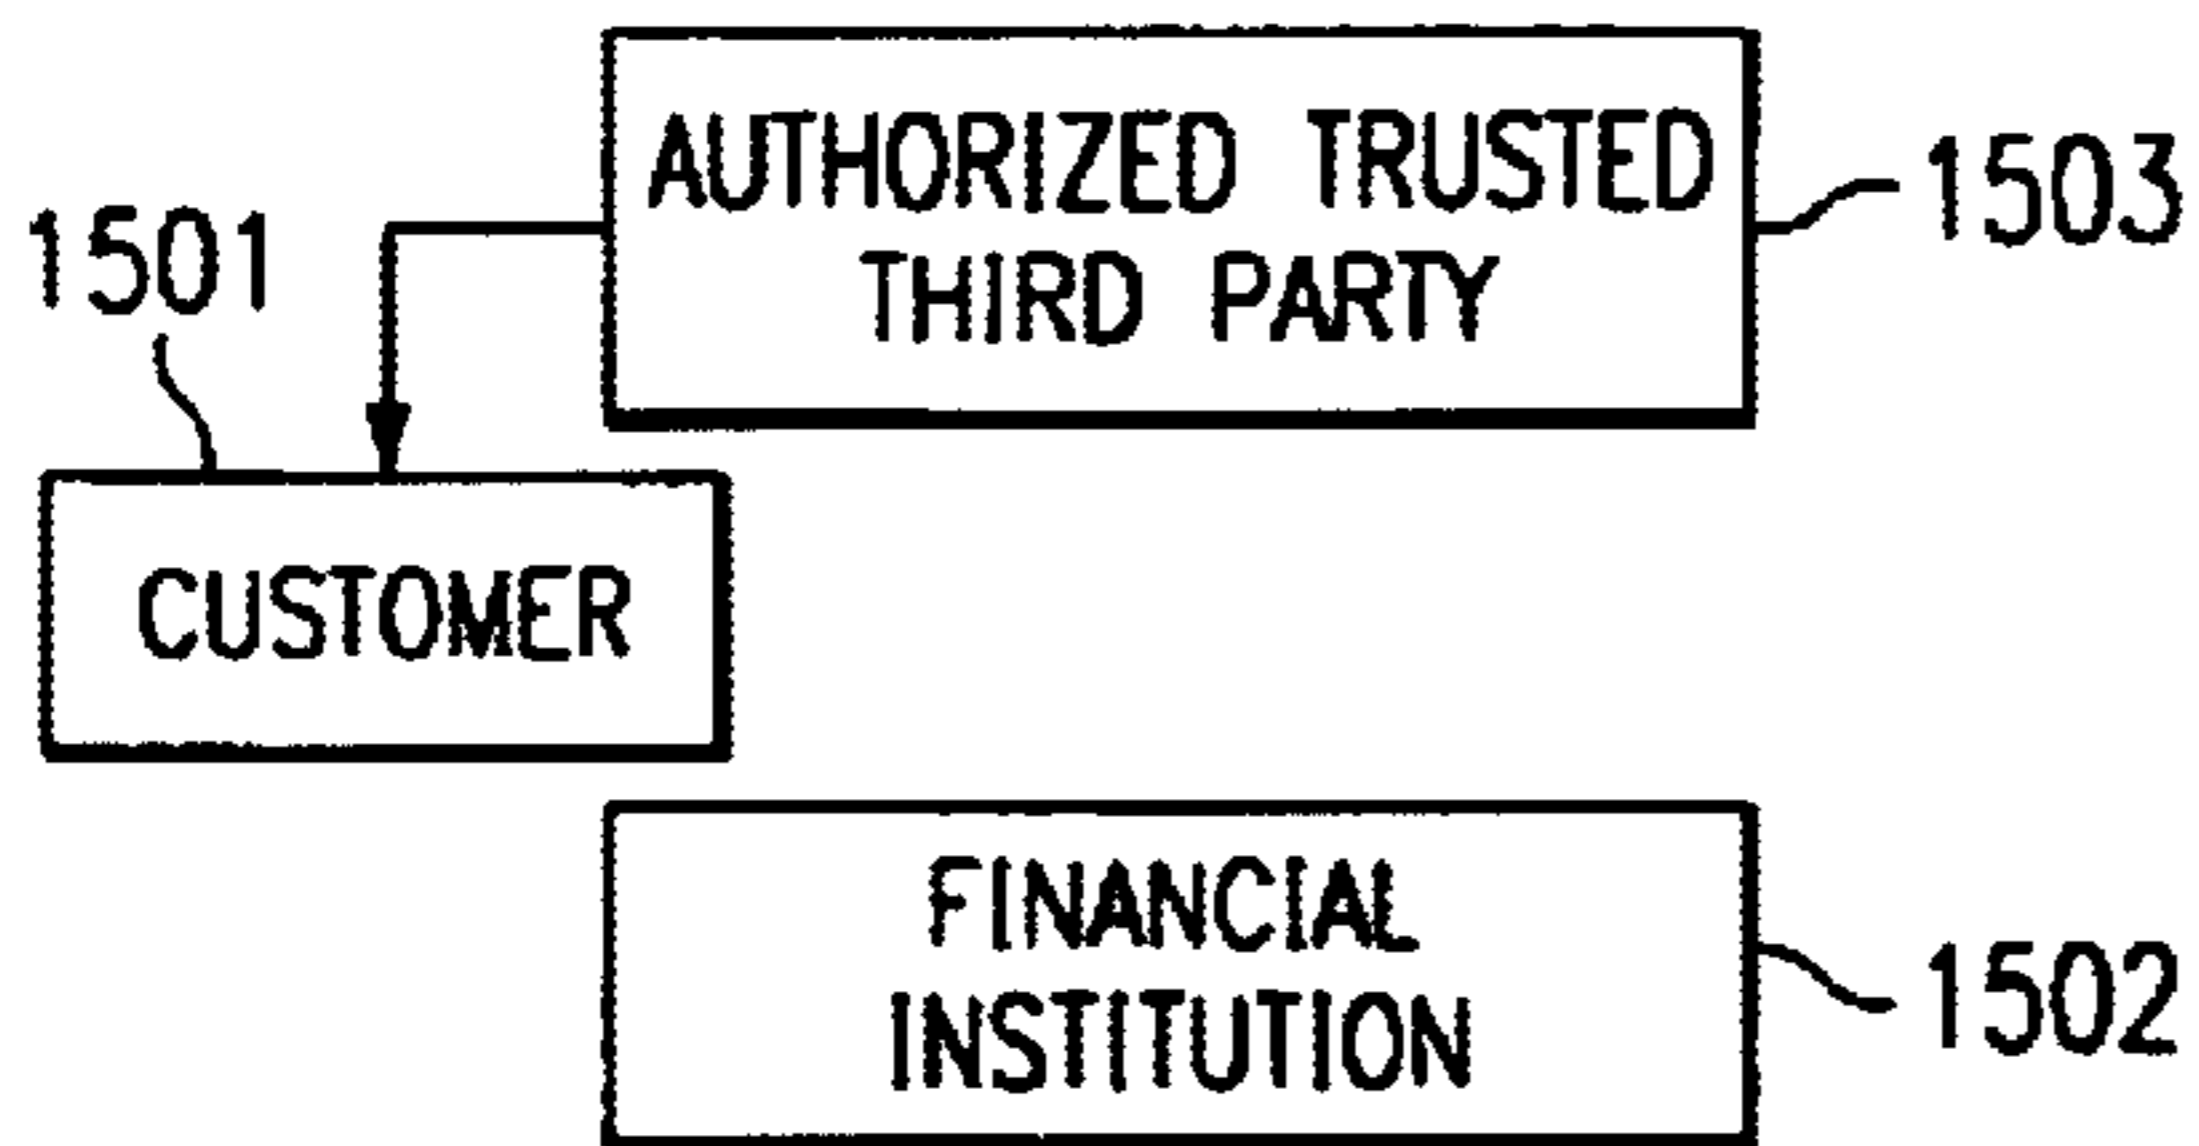 AUTHORIZED TRUSTED
THIRD PARTY
1503
1501
CUSTOMER
FINANCIAL
INSTITUTION
1502